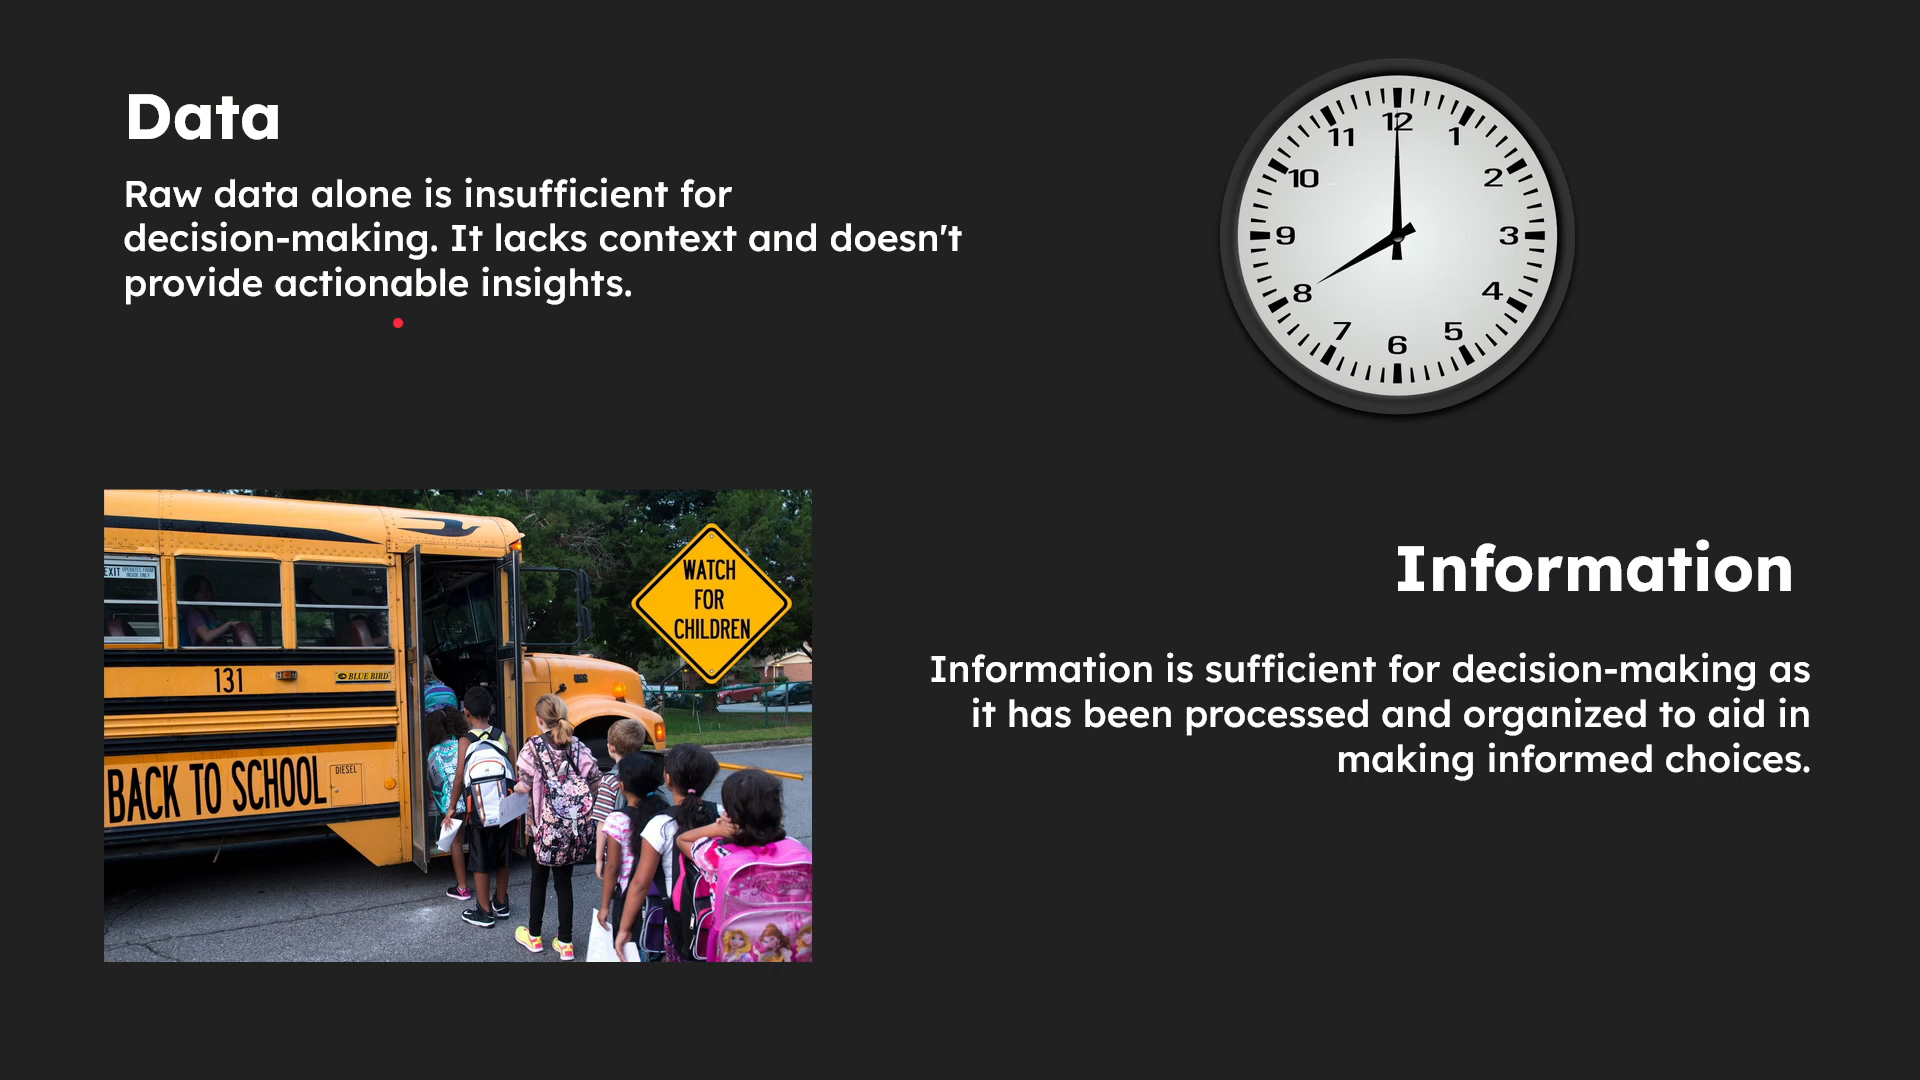 Data
Raw data alone is insufficient for
decision-making. It lacks context and doesn't
provide actionable insights.
12
1
2
3
4
5
6
7
8
9
10
11
EXIT
131
BLUE BIRD
BACK TO SCHOOL
DIESEL
WATCH
FOR
CHILDREN
Information
Information is sufficient for decision-making as
it has been processed and organized to aid in
making informed choices.